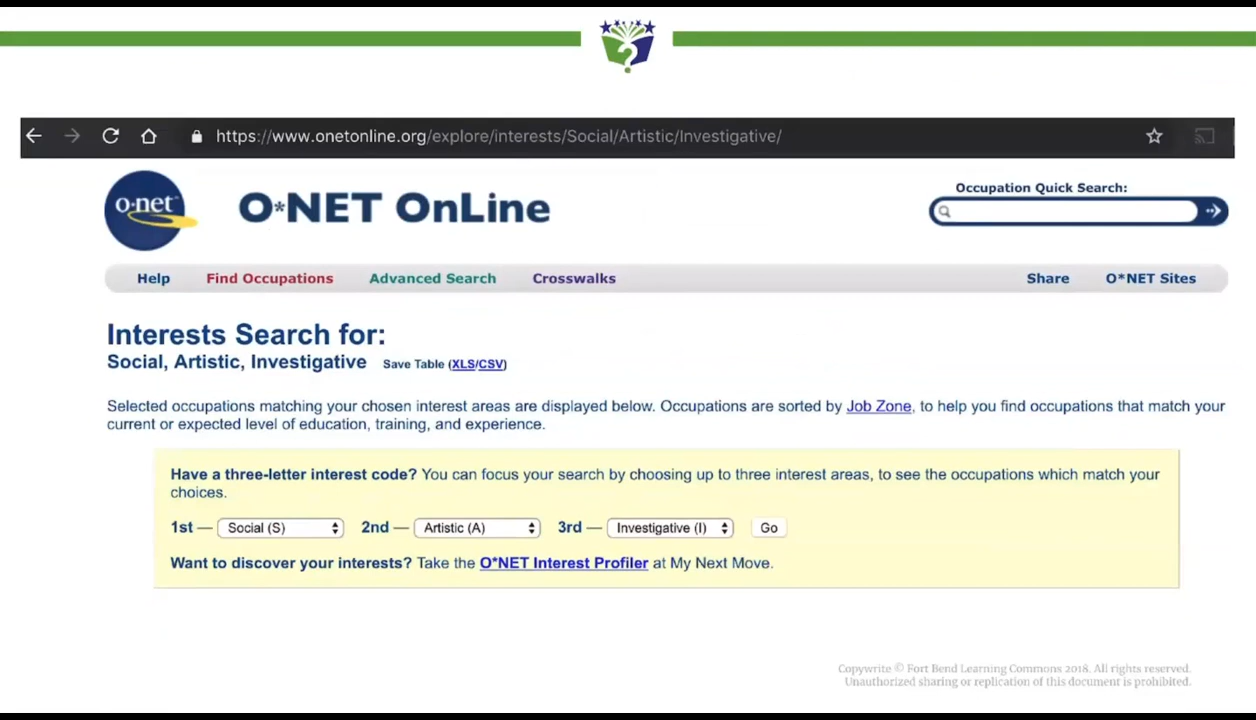 ?
https://www.onetonline.org/explore/interests/Social/Artistic/Investigative/
o·net™
O*NET OnLine
Occupation Quick Search:
Help Find Occupations Advanced Search Crosswalks Share O*NET Sites
Interests Search for:
Social, Artistic, Investigative Save Table (XLS/CSV)
Selected occupations matching your chosen interest areas are displayed below. Occupations are sorted by Job Zone, to help you find occupations that match your
current or expected level of education, training, and experience.
Have a three-letter interest code? You can focus your search by choosing up to three interest areas, to see the occupations which match your
choices.
1st — Social (S) 2nd — Artistic (A) 3rd — Investigative (I) Go
Want to discover your interests? Take the O*NET Interest Profiler at My Next Move.
Copywrite © Fort Bend Learning Commons 2018. All rights reserved.
Unauthorized sharing or replication of this document is prohibited.